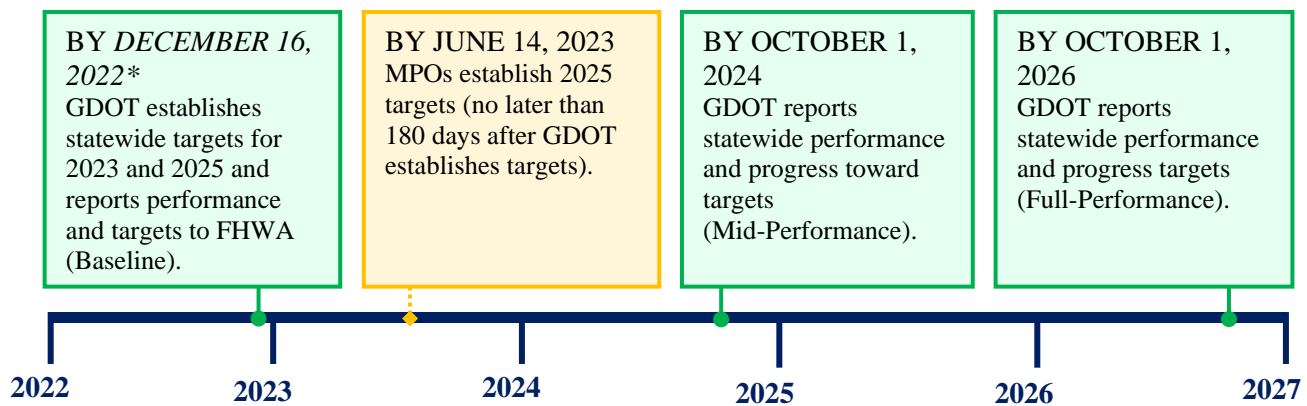 BY DECEMBER 16,
2022*
GDOT establishes
statewide targets for
2023 and 2025 and
reports performance
and targets to FHWA
(Baseline).
BY JUNE 14, 2023
MPOs establish 2025
targets (no later than
180 days after GDOT
establishes targets).
BY OCTOBER 1,
2024
GDOT reports
statewide performance
and progress toward
targets
(Mid-Performance).
BY OCTOBER 1,
2026
GDOT reports
statewide performance
and progress targets
(Full-Performance).
2022
2023
2024
2025
2026
2027